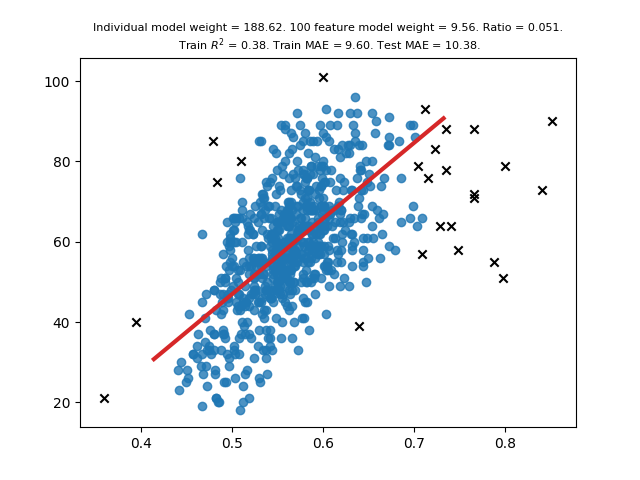 Individual model weight = 188.62. 100 feature model weight = 9.56. Ratio = 0.051.
Train R² = 0.38. Train MAE = 9.60. Test MAE = 10.38.
100
80
60
40
20
0.4 0.5 0.6 0.7 0.8